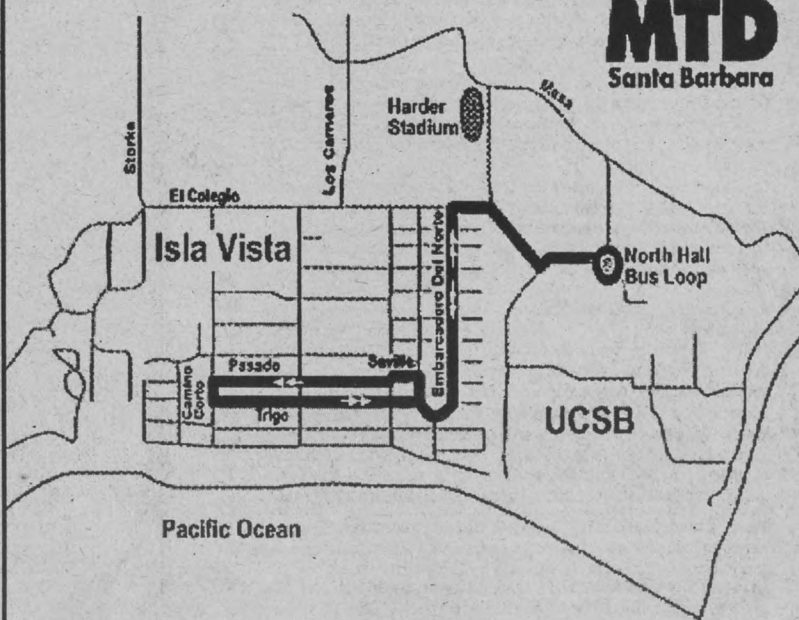 MTD
Santa Barbara
Mesa
Harder
Stadium
Storke
Los Carneros
El Colegio
Isla Vista
Embarcadero Del Norte
North Hall
Bus Loop
Pasado
Seville
Camino
Corto
Trigo
UCSB
Pacific Ocean